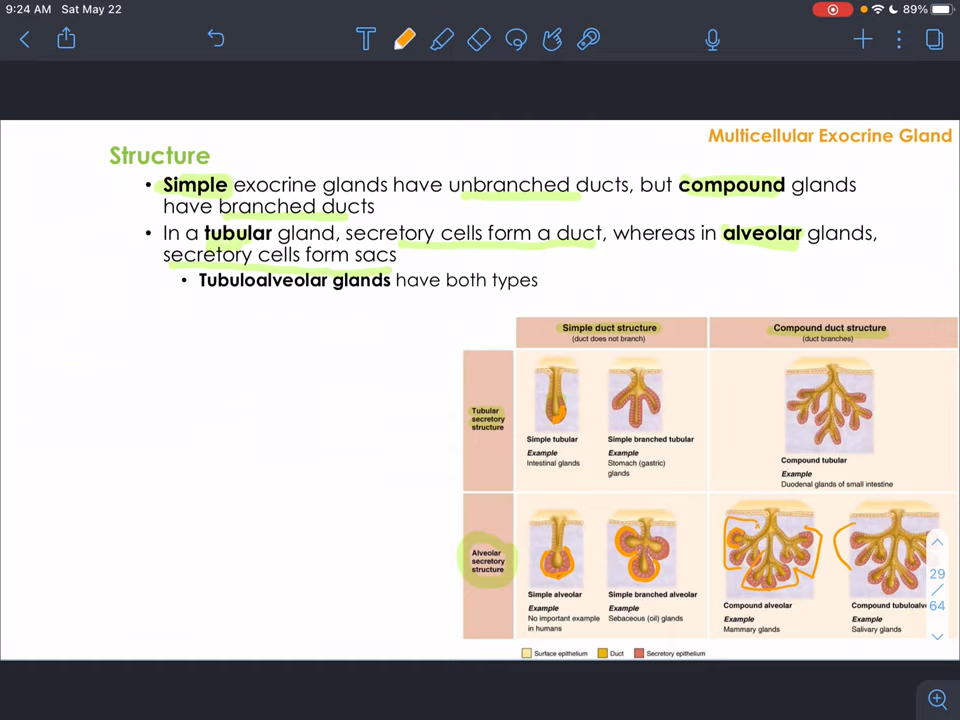 9:24 AM Sat May 22
89%
Multicellular Exocrine Gland
Structure
• Simple exocrine glands have unbranched ducts, but compound glands
have branched ducts
• In a tubular gland, secretory cells form a duct, whereas in alveolar glands,
secretory cells form sacs
• Tubuloalveolar glands have both types
Simple duct structure
(duct does not branch)
Compound duct structure
(duct branches)
Tubular
secretory
structure
Simple tubular
Example
Intestinal glands
Simple branched tubular
Example
Stomach (gastric)
glands
Compound tubular
Example
Duodenal glands of small intestine
Alveolar
secretory
structure
Simple alveolar
Example
No important example
in humans
Simple branched alveolar
Example
Sebaceous (oil) glands
Compound alveolar
Example
Mammary glands
Compound tubuloalv
Example
Salivary glands
29
/
64
Surface epithelium Duct Secretory epithelium